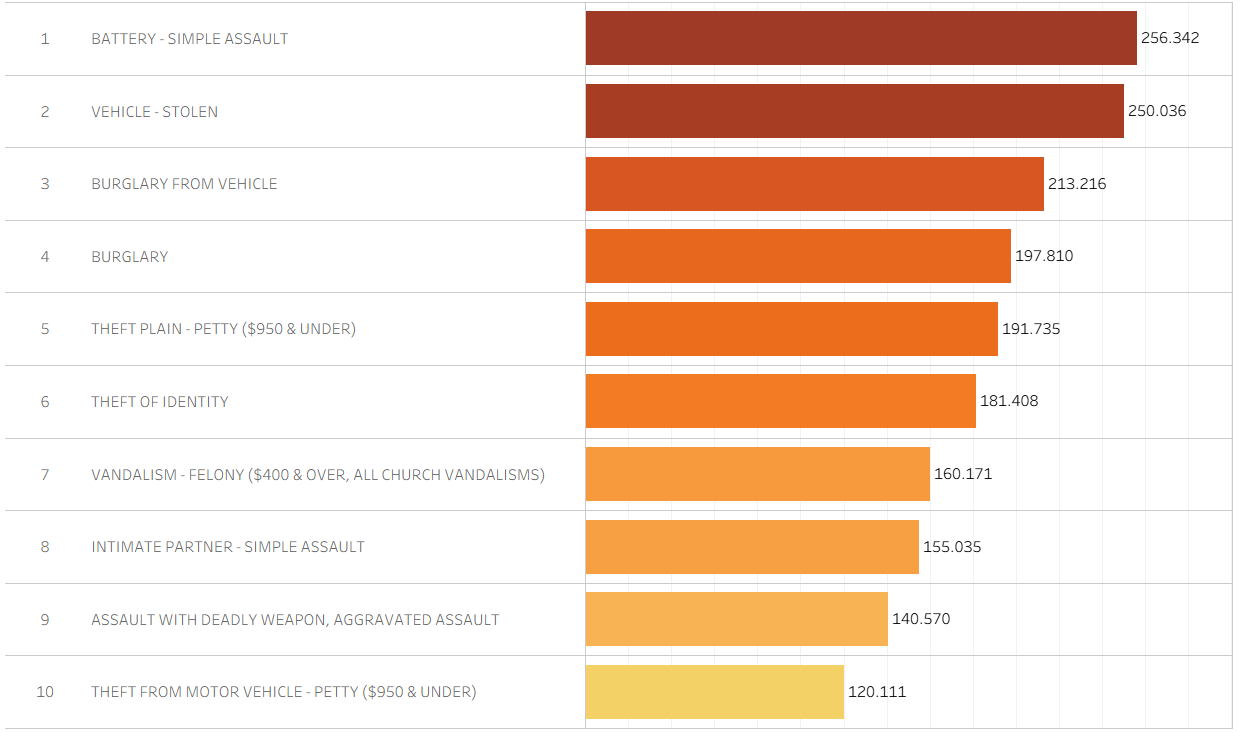 1 BATTERY - SIMPLE ASSAULT 256.342
2 VEHICLE - STOLEN 250.036
3 BURGLARY FROM VEHICLE 213.216
4 BURGLARY 197.810
5 THEFT PLAIN - PETTY ($950 & UNDER) 191.735
6 THEFT OF IDENTITY 181.408
7 VANDALISM - FELONY ($400 & OVER, ALL CHURCH VANDALISMS) 160.171
8 INTIMATE PARTNER - SIMPLE ASSAULT 155.035
9 ASSAULT WITH DEADLY WEAPON, AGGRAVATED ASSAULT 140.570
10 THEFT FROM MOTOR VEHICLE - PETTY ($950 & UNDER) 120.111